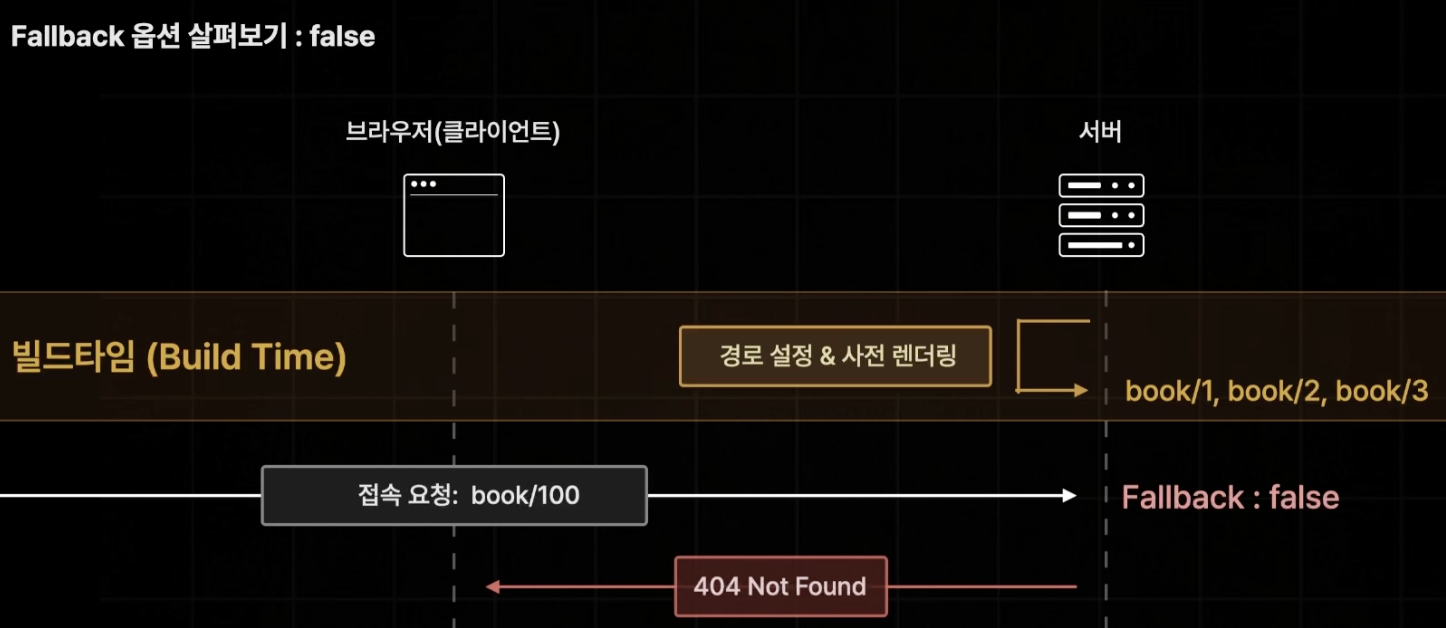 Fallback 옵션 살펴보기 : false
브라우저(클라이언트)
서버
빌드타임 (Build Time)
경로 설정 & 사전 렌더링
book/1, book/2, book/3
접속 요청: book/100
Fallback : false
404 Not Found